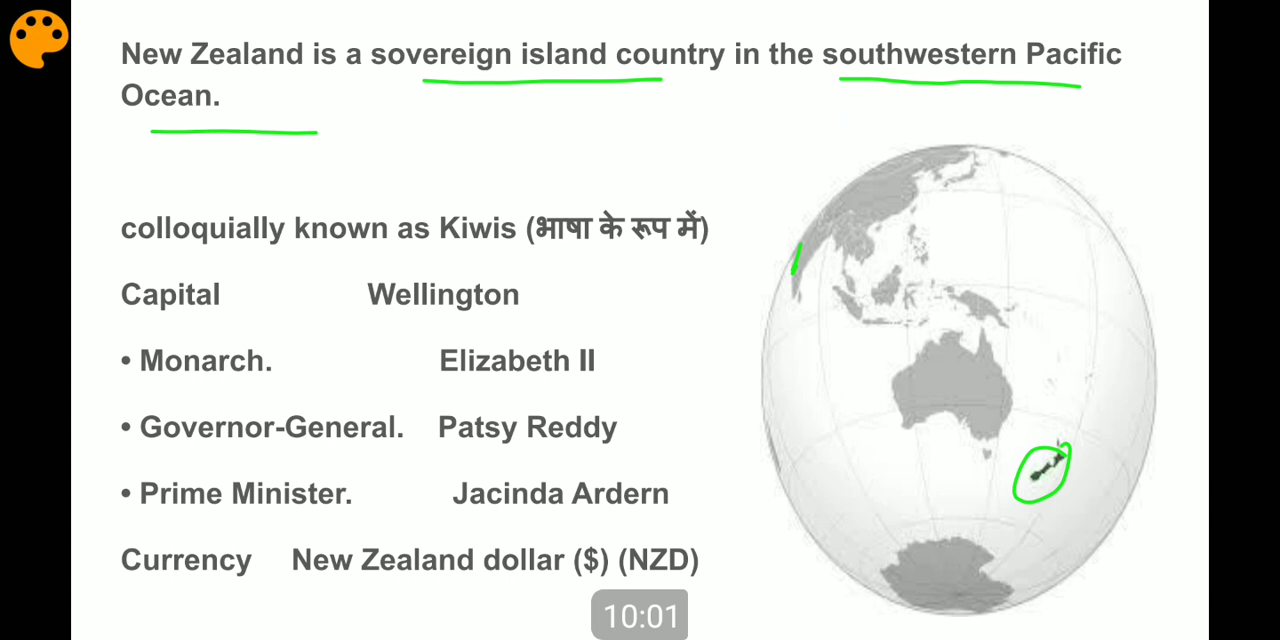 New Zealand is a sovereign island country in the southwestern Pacific
Ocean.
colloquially known as Kiwis (भाषा के रूप में)
Capital Wellington
• Monarch. Elizabeth II
• Governor-General. Patsy Reddy
• Prime Minister. Jacinda Ardern
Currency New Zealand dollar ($) (NZD)
10:01